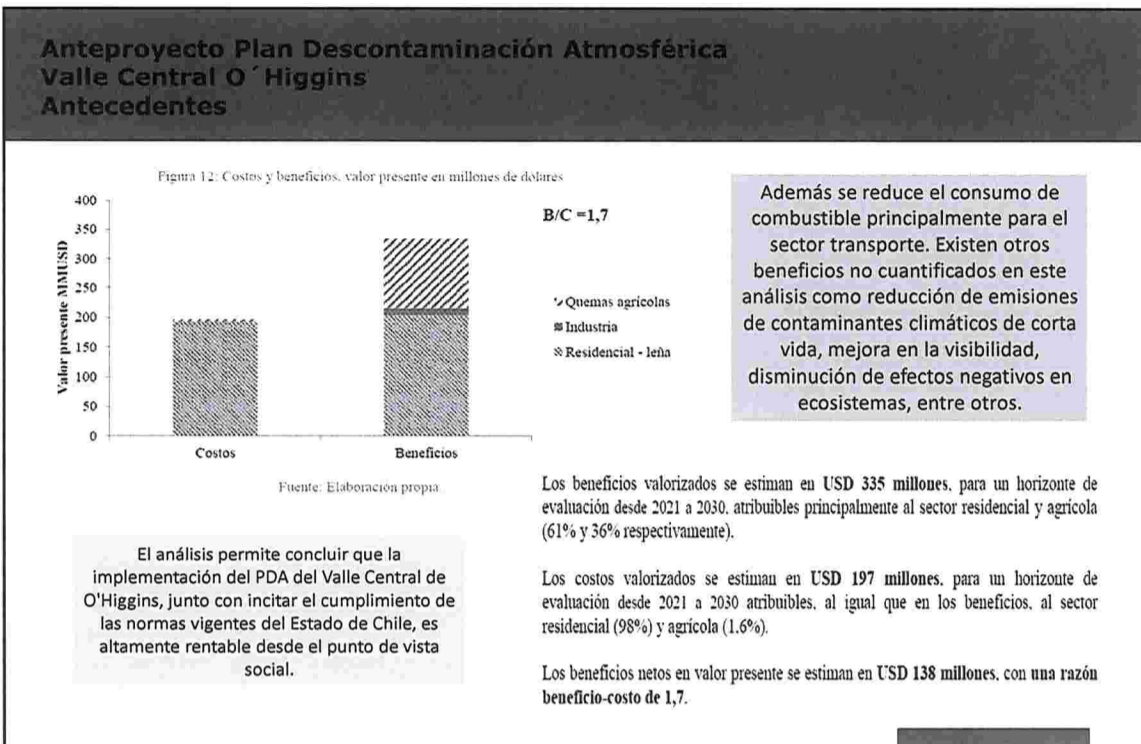 Anteproyecto Plan Descontaminación Atmosférica
Valle Central O´Higgins
Antecedentes
Figura 12: Costos y beneficios, valor presente en millones de dolares
Valor presente MMUSD
400
350
300
250
200
150
100
50
0
Costos
Beneficios
B/C =1,7
Quemas agrícolas
Industria
Residencial - leña
Fuente: Elaboración propia.
Además se reduce el consumo de
combustible principalmente para el
sector transporte. Existen otros
beneficios no cuantificados en este
análisis como reducción de emisiones
de contaminantes climáticos de corta
vida, mejora en la visibilidad,
disminución de efectos negativos en
ecosistemas, entre otros.
El análisis permite concluir que la
implementación del PDA del Valle Central de
O'Higgins, junto con incitar el cumplimiento de
las normas vigentes del Estado de Chile, es
altamente rentable desde el punto de vista
social.
Los beneficios valorizados se estiman en USD 335 millones, para un horizonte de
evaluación desde 2021 a 2030, atribuibles principalmente al sector residencial y agrícola
(61% y 36% respectivamente).
Los costos valorizados se estiman en USD 197 millones, para un horizonte de
evaluación desde 2021 a 2030 atribuibles, al igual que en los beneficios, al sector
residencial (98%) y agrícola (1.6%).
Los beneficios netos en valor presente se estiman en USD 138 millones, con una razón
beneficio-costo de 1,7.